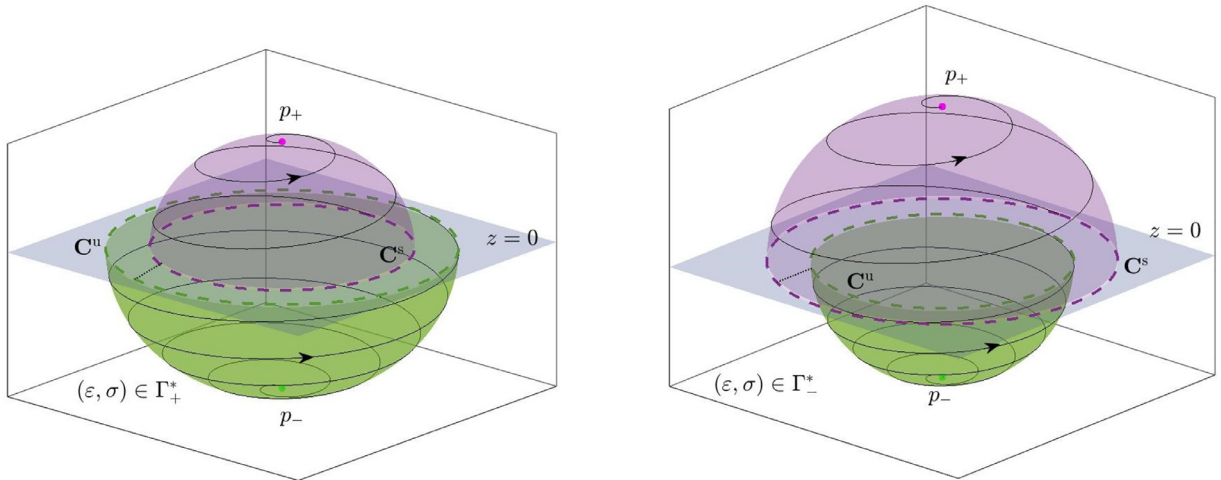 p₊
z = 0
Cᵘ
Cˢ
(ε, σ) ∈ Γ₊*
p₋
p₊
z = 0
Cᵘ
Cˢ
(ε, σ) ∈ Γ₋*
p₋